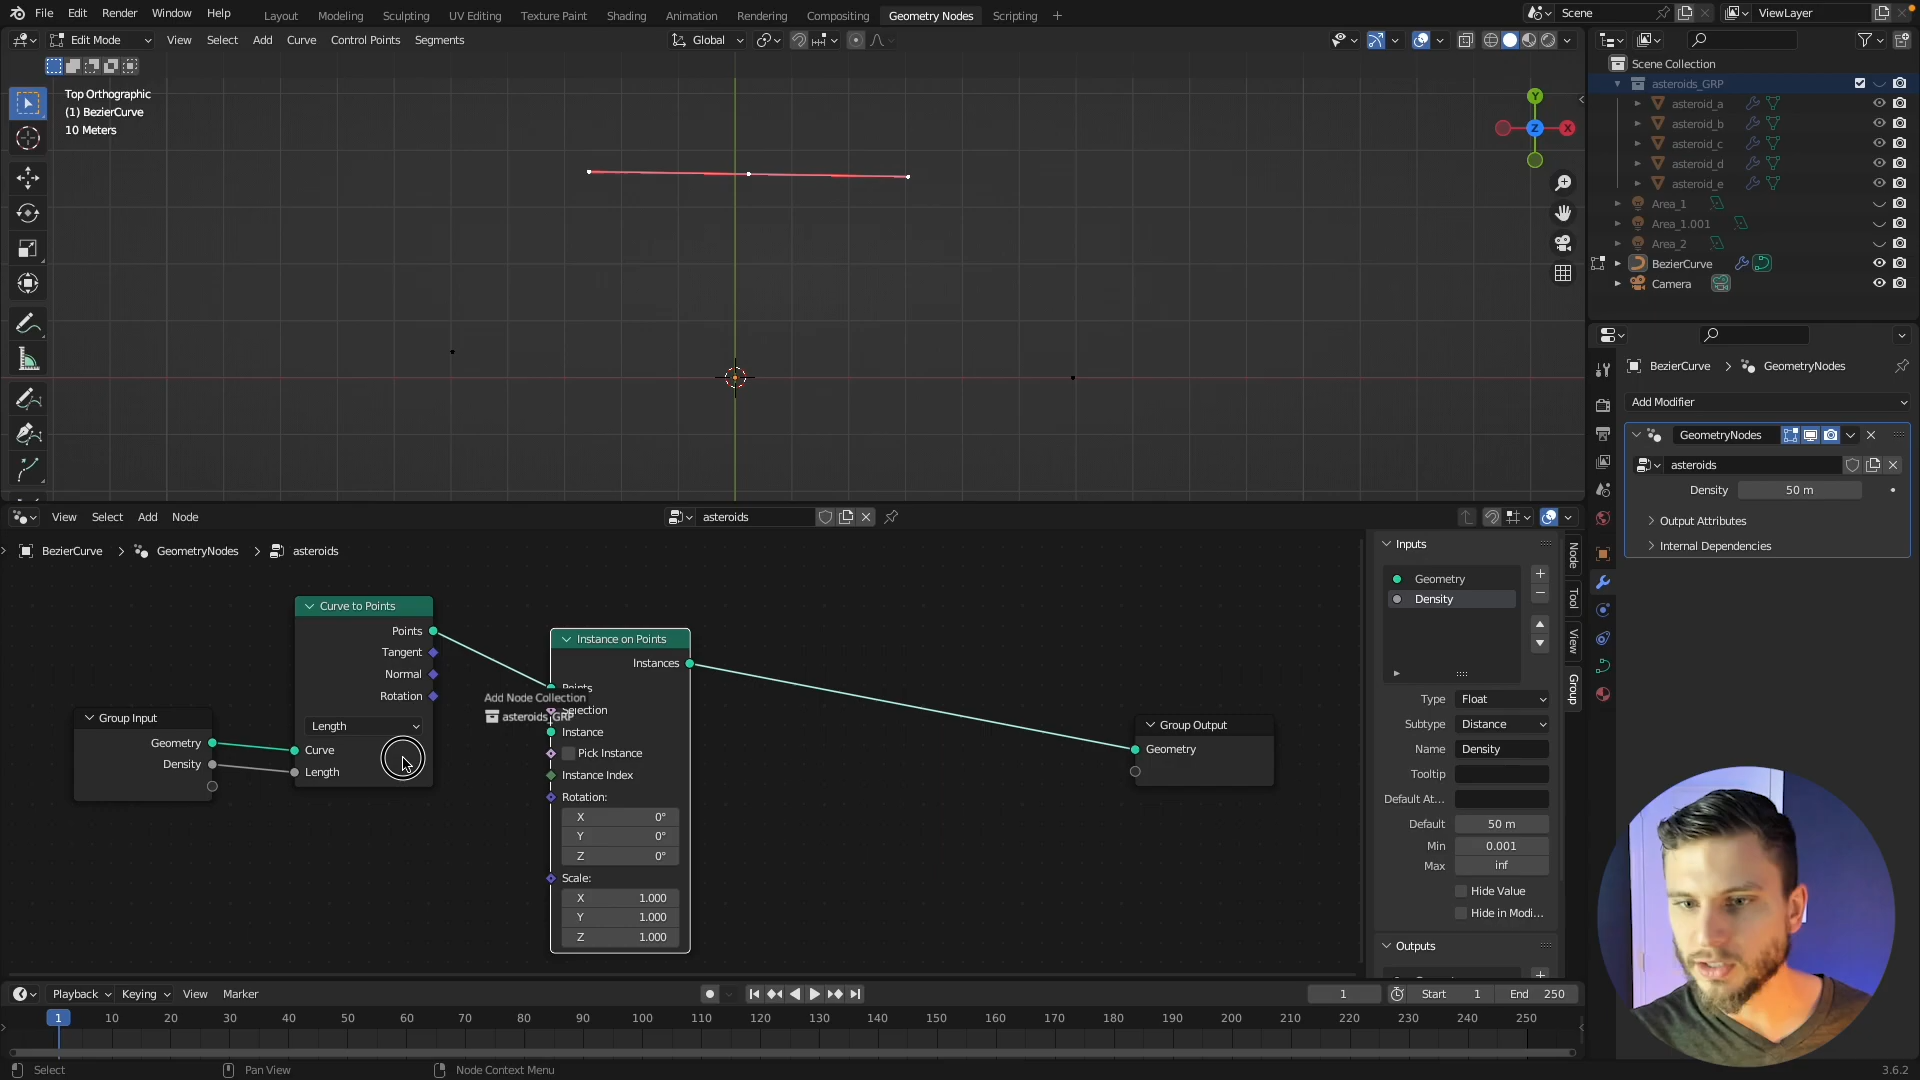 File Edit Render Window Help Layout Modeling Sculpting UV Editing Texture Paint Shading Animation Rendering Compositing Geometry Nodes Scripting + Scene ViewLayer
Edit Mode View Select Add Curve Control Points Segments Global
Top Orthographic
(1) BezierCurve
10 Meters
Y
Z
X
Scene Collection
asteroids_GRP
asteroid_a
asteroid_b
asteroid_c
asteroid_d
asteroid_e
Area_1
Area_1.001
Area_2
BezierCurve
Camera
BezierCurve > GeometryNodes
Add Modifier
GeometryNodes
asteroids
Density 50 m
Output Attributes
Internal Dependencies
View Select Add Node asteroids
BezierCurve > GeometryNodes > asteroids
Group Input
Geometry
Density
Curve to Points
Points
Tangent
Normal
Rotation
Length
Curve
Length
Add Node Collection
asteroids_GRP
Instance on Points
Instances
Points
Selection
Instance
Pick Instance
Instance Index
Rotation:
X 0°
Y 0°
Z 0°
Scale:
X 1.000
Y 1.000
Z 1.000
Group Output
Geometry
Inputs
Geometry
Density
Type Float
Subtype Distance
Name Density
Tooltip
Default At...
Default 50 m
Min 0.001
Max inf
Hide Value
Hide in Modi...
Outputs
Node
Tool
View
Group
Playback Keying View Marker 1 Start 1 End 250
1 10 20 30 40 50 60 70 80 90 100 110 120 130 140 150 160 170 180 190 200 210 220 230 240 250
Select Pan View Node Context Menu 3.6.2